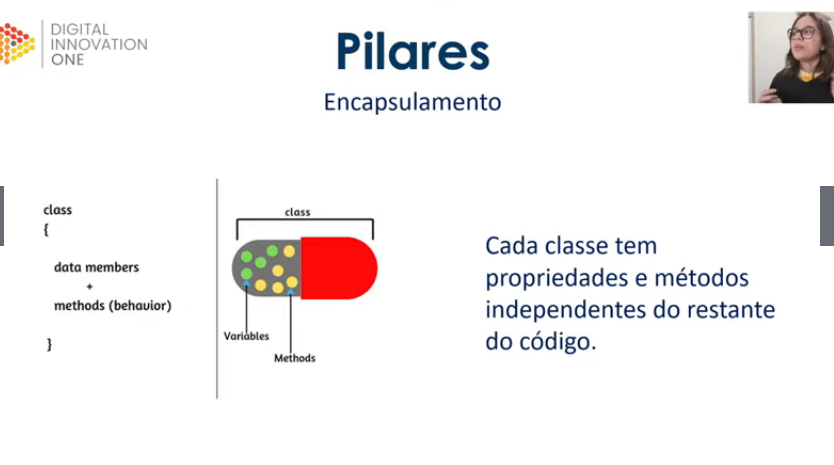 DIGITAL
INNOVATION
ONE
Pilares
Encapsulamento
class
{
data members
+
methods (behavior)
}
class
Variables
Methods
Cada classe tem
propriedades e métodos
independentes do restante
do código.